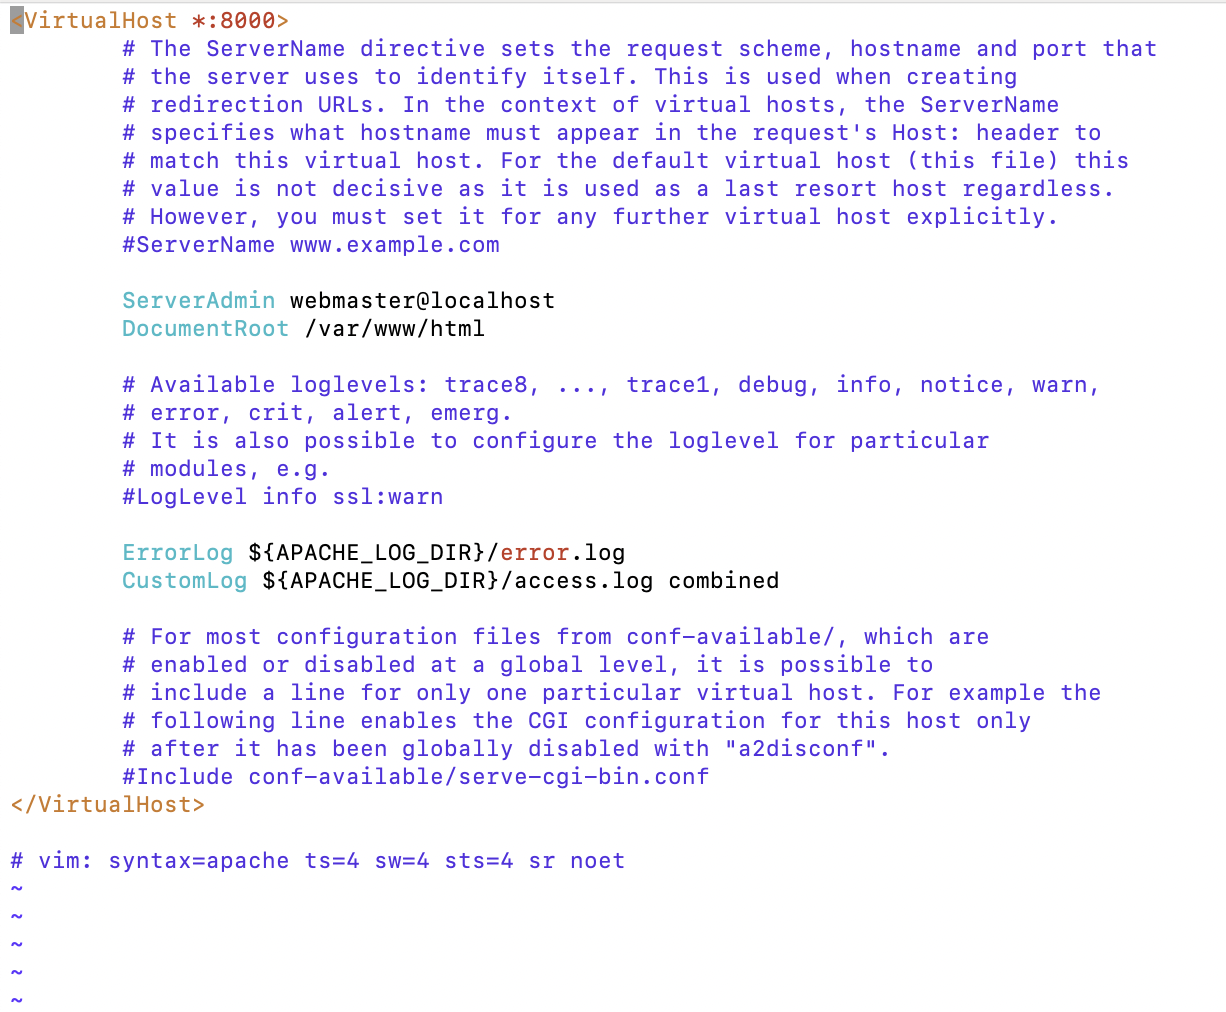 <VirtualHost *:8000>
# The ServerName directive sets the request scheme, hostname and port that
# the server uses to identify itself. This is used when creating
# redirection URLs. In the context of virtual hosts, the ServerName
# specifies what hostname must appear in the request's Host: header to
# match this virtual host. For the default virtual host (this file) this
# value is not decisive as it is used as a last resort host regardless.
# However, you must set it for any further virtual host explicitly.
#ServerName www.example.com
ServerAdmin webmaster@localhost
DocumentRoot /var/www/html
# Available loglevels: trace8, ..., trace1, debug, info, notice, warn,
# error, crit, alert, emerg.
# It is also possible to configure the loglevel for particular
# modules, e.g.
#LogLevel info ssl:warn
ErrorLog ${APACHE_LOG_DIR}/error.log
CustomLog ${APACHE_LOG_DIR}/access.log combined
# For most configuration files from conf-available/, which are
# enabled or disabled at a global level, it is possible to
# include a line for only one particular virtual host. For example the
# following line enables the CGI configuration for this host only
# after it has been globally disabled with "a2disconf".
#Include conf-available/serve-cgi-bin.conf
</VirtualHost>
# vim: syntax=apache ts=4 sw=4 sts=4 sr noet
~
~
~
~
~